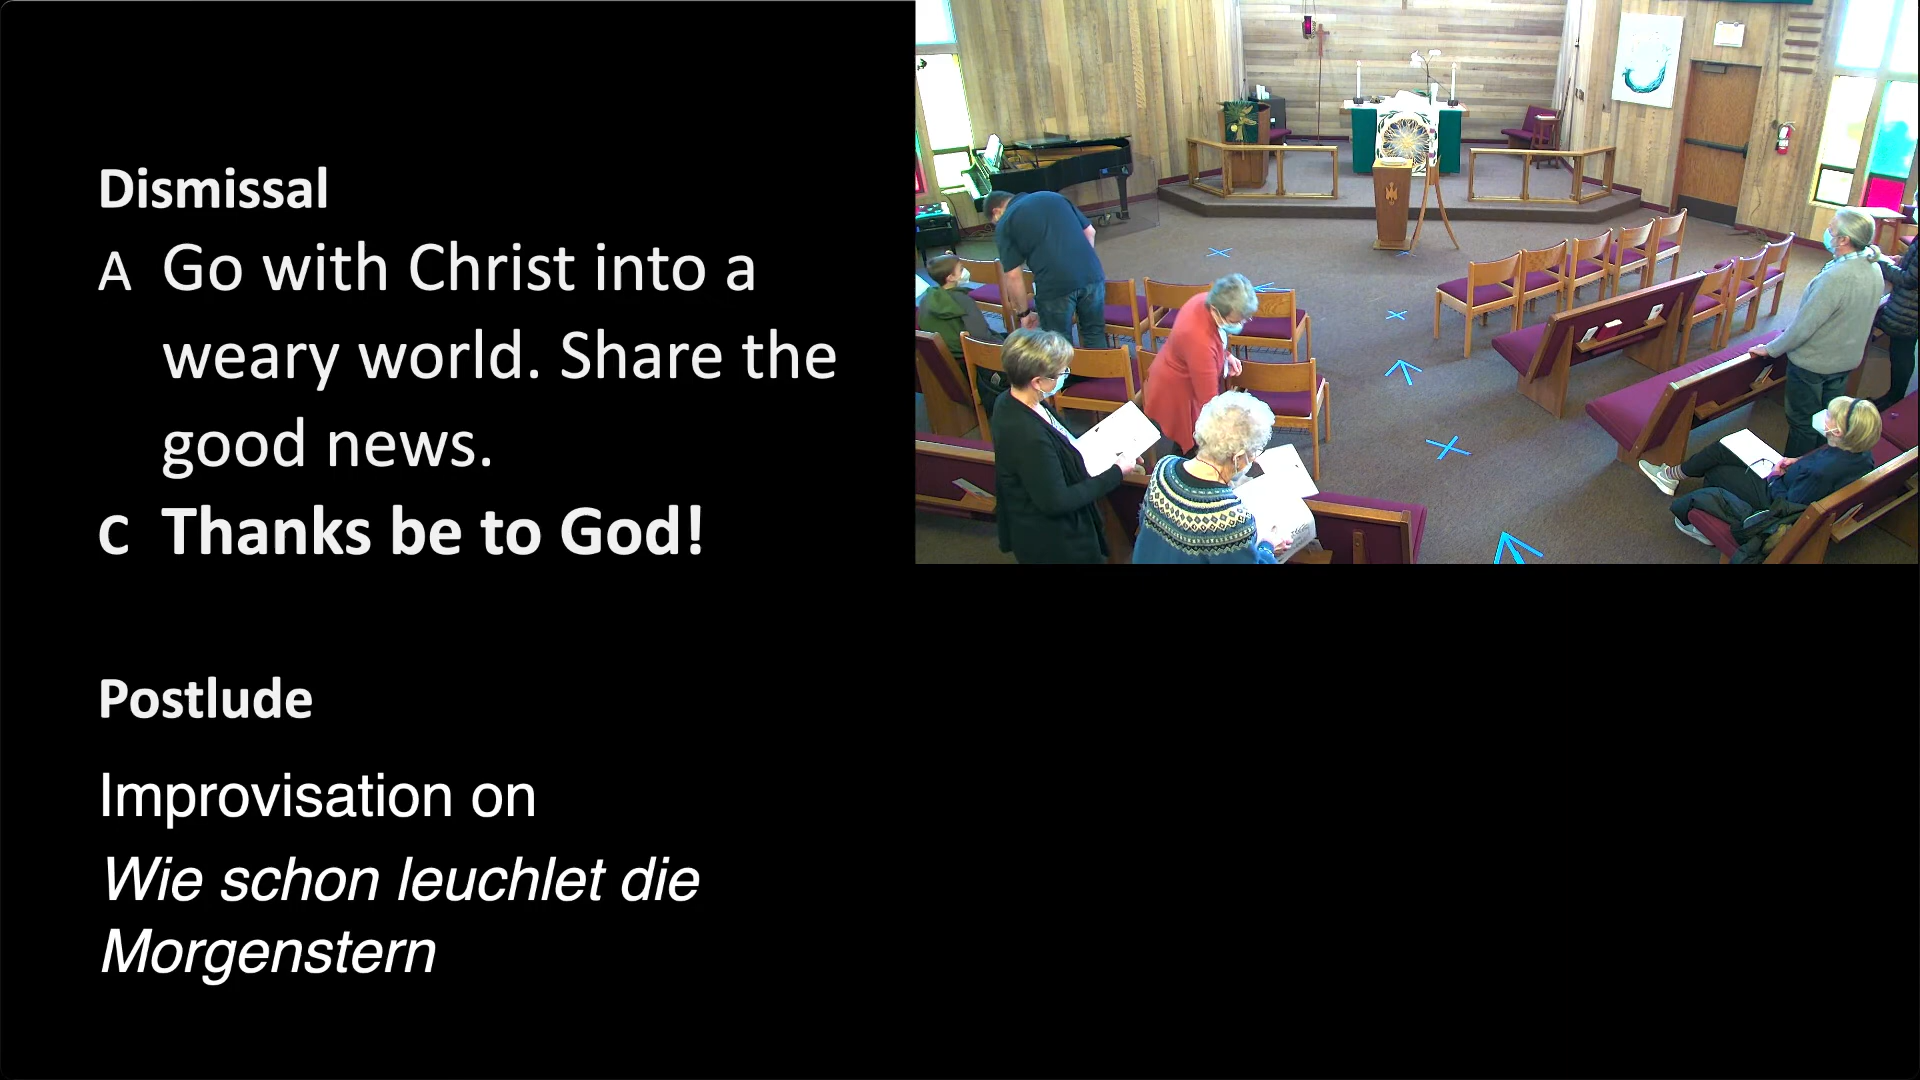 Dismissal
A Go with Christ into a
weary world. Share the
good news.
C Thanks be to God!
Postlude
Improvisation on
Wie schon leuchlet die
Morgenstern